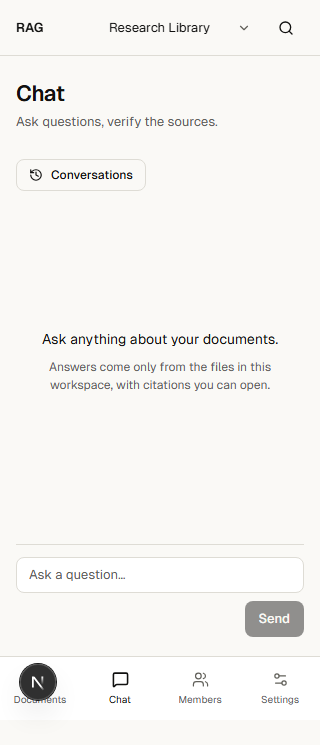 RAG
Research Library
Chat
Ask questions, verify the sources.
Conversations
Ask anything about your documents.
Answers come only from the files in this
workspace, with citations you can open.
Ask a question...
Send
N
Documents
Chat
Members
Settings